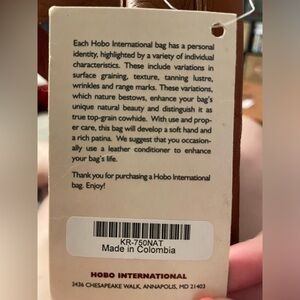 Each Hobo International bag has a personal
identity, highlighted by a variety of individual
characteristics. These include variations in
surface graining, texture, tanning lustre,
wrinkles and range marks. These variations,
which nature bestows, enhance your bag's
unique natural beauty and distinguish it as
true top-grain cowhide. With use and prop-
er care, this bag will develop a soft hand and
a rich patina. We suggest that you occasion-
ally use a leather conditioner to enhance
your bag's life.
Thank you for purchasing a Hobo International
bag. Enjoy!
KR-750NAT
Made in Colombia
HOBO INTERNATIONAL
3436 CHESAPEAKE WALK, ANNAPOLIS, MD 21403